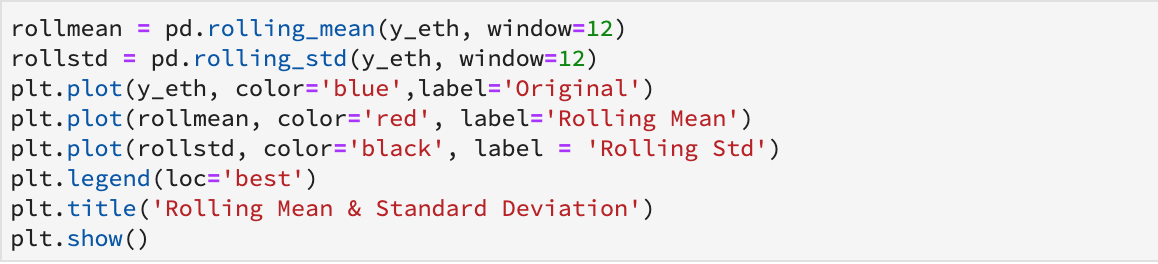 rollmean = pd.rolling_mean(y_eth, window=12)
rollstd = pd.rolling_std(y_eth, window=12)
plt.plot(y_eth, color='blue',label='Original')
plt.plot(rollmean, color='red', label='Rolling Mean')
plt.plot(rollstd, color='black', label = 'Rolling Std')
plt.legend(loc='best')
plt.title('Rolling Mean & Standard Deviation')
plt.show()